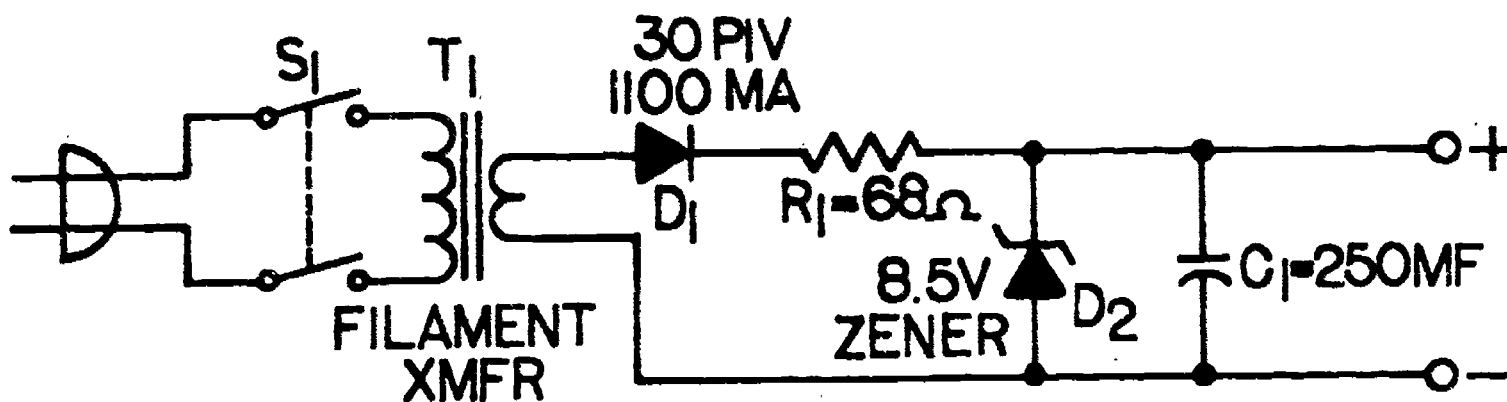 S1
T1
30 PIV
1100 MA
D1
R1=68Ω
8.5V
ZENER
D2
C1=250MF
+
−
FILAMENT
XMFR